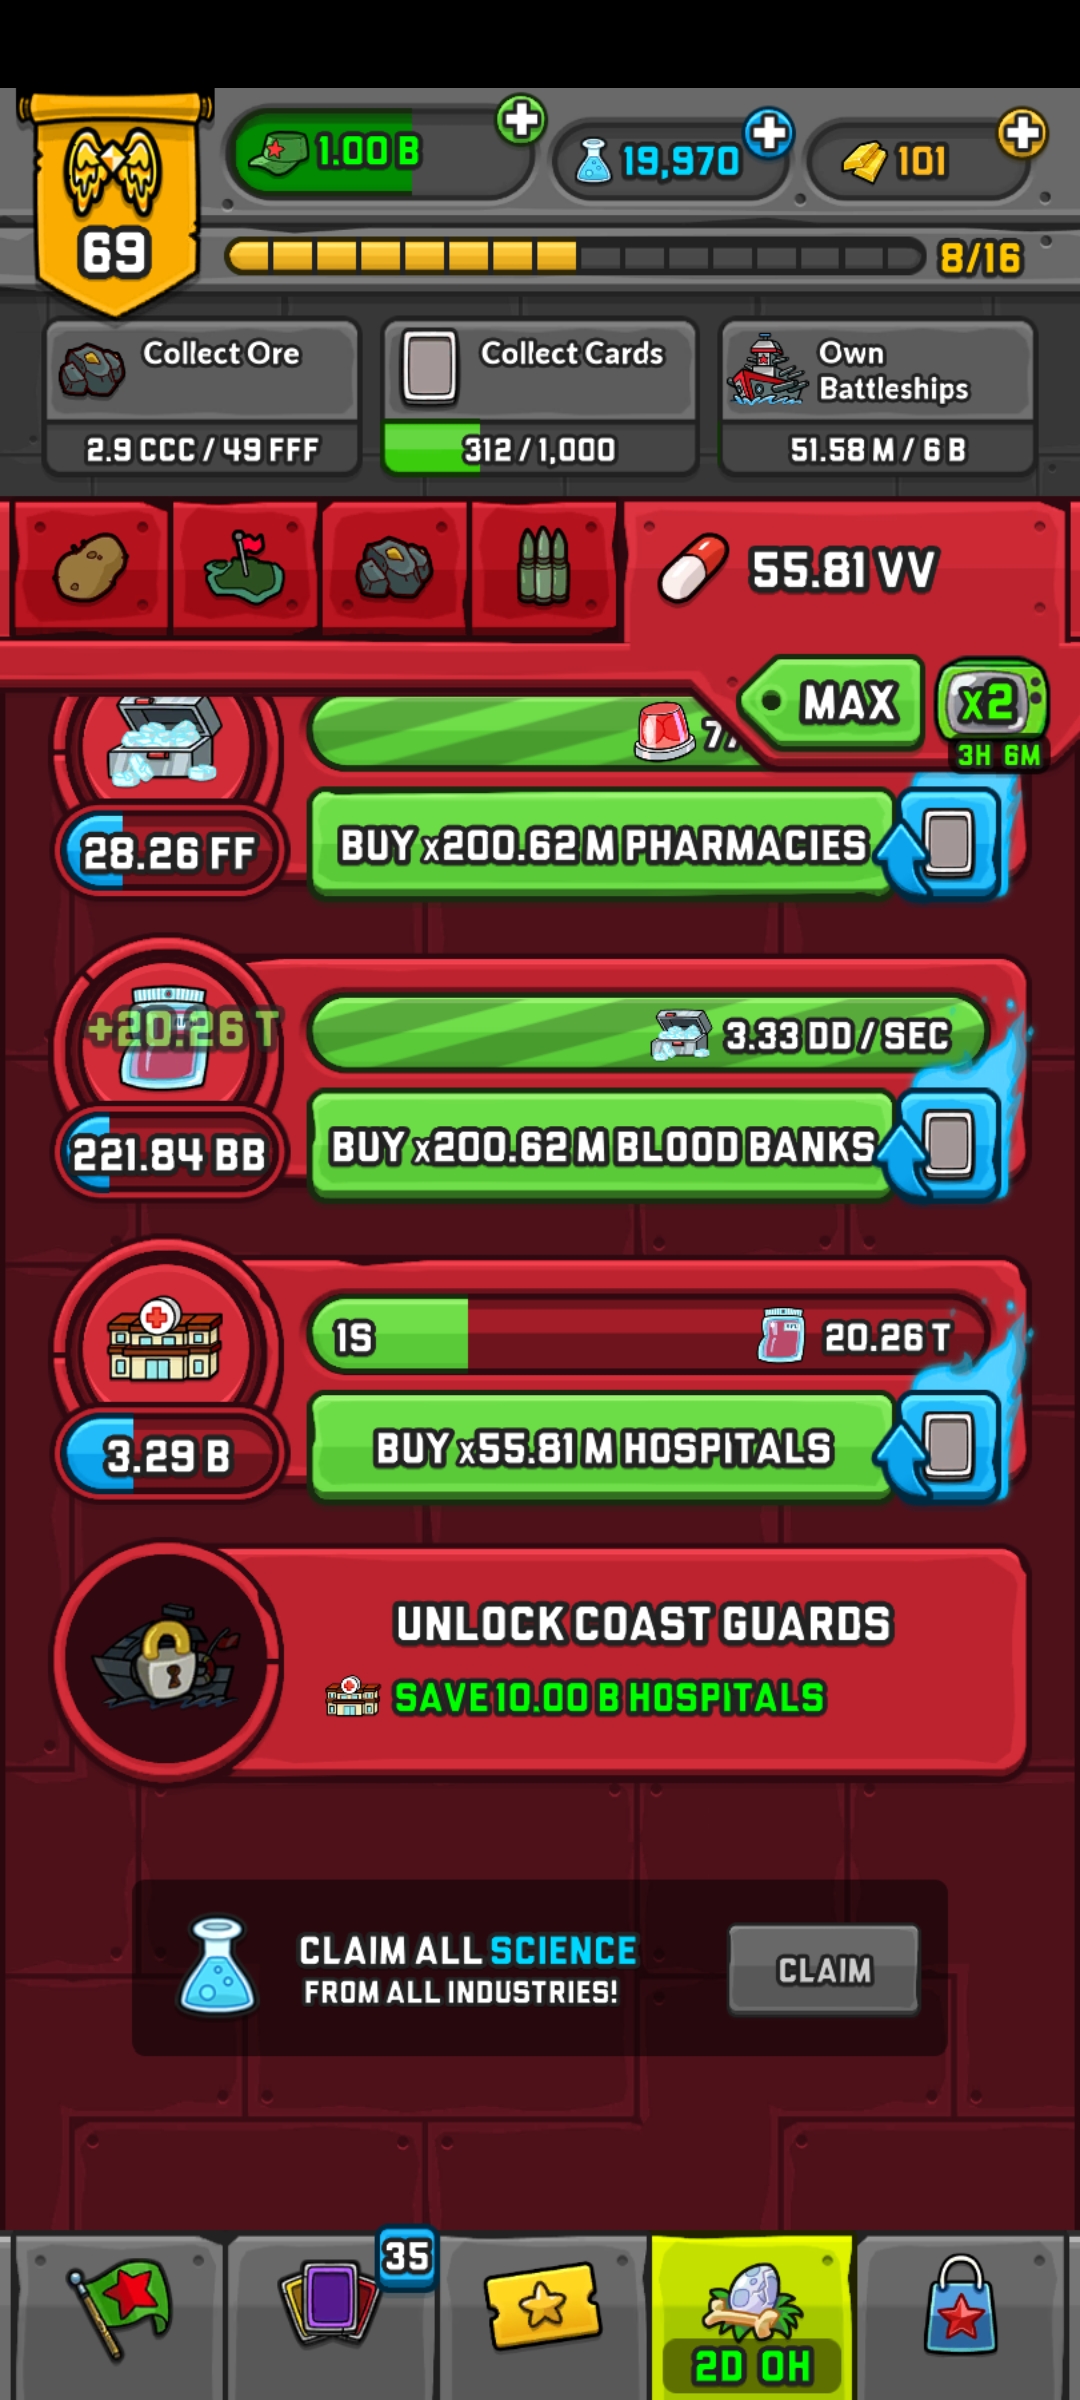 1.00 B
19,970
101
69
8/16
Collect Ore
2.9 CCC / 49 FFF
Collect Cards
312 / 1,000
Own
Battleships
51.58 M / 6 B
55.81 VV
MAX
x2
3H 6M
28.26 FF
BUY x200.62 M PHARMACIES
+20.26 T
3.33 DD / SEC
221.84 BB
BUY x200.62 M BLOOD BANKS
1S
20.26 T
3.29 B
BUY x55.81 M HOSPITALS
UNLOCK COAST GUARDS
SAVE 10.00 B HOSPITALS
CLAIM ALL SCIENCE
FROM ALL INDUSTRIES!
CLAIM
35
2D 0H